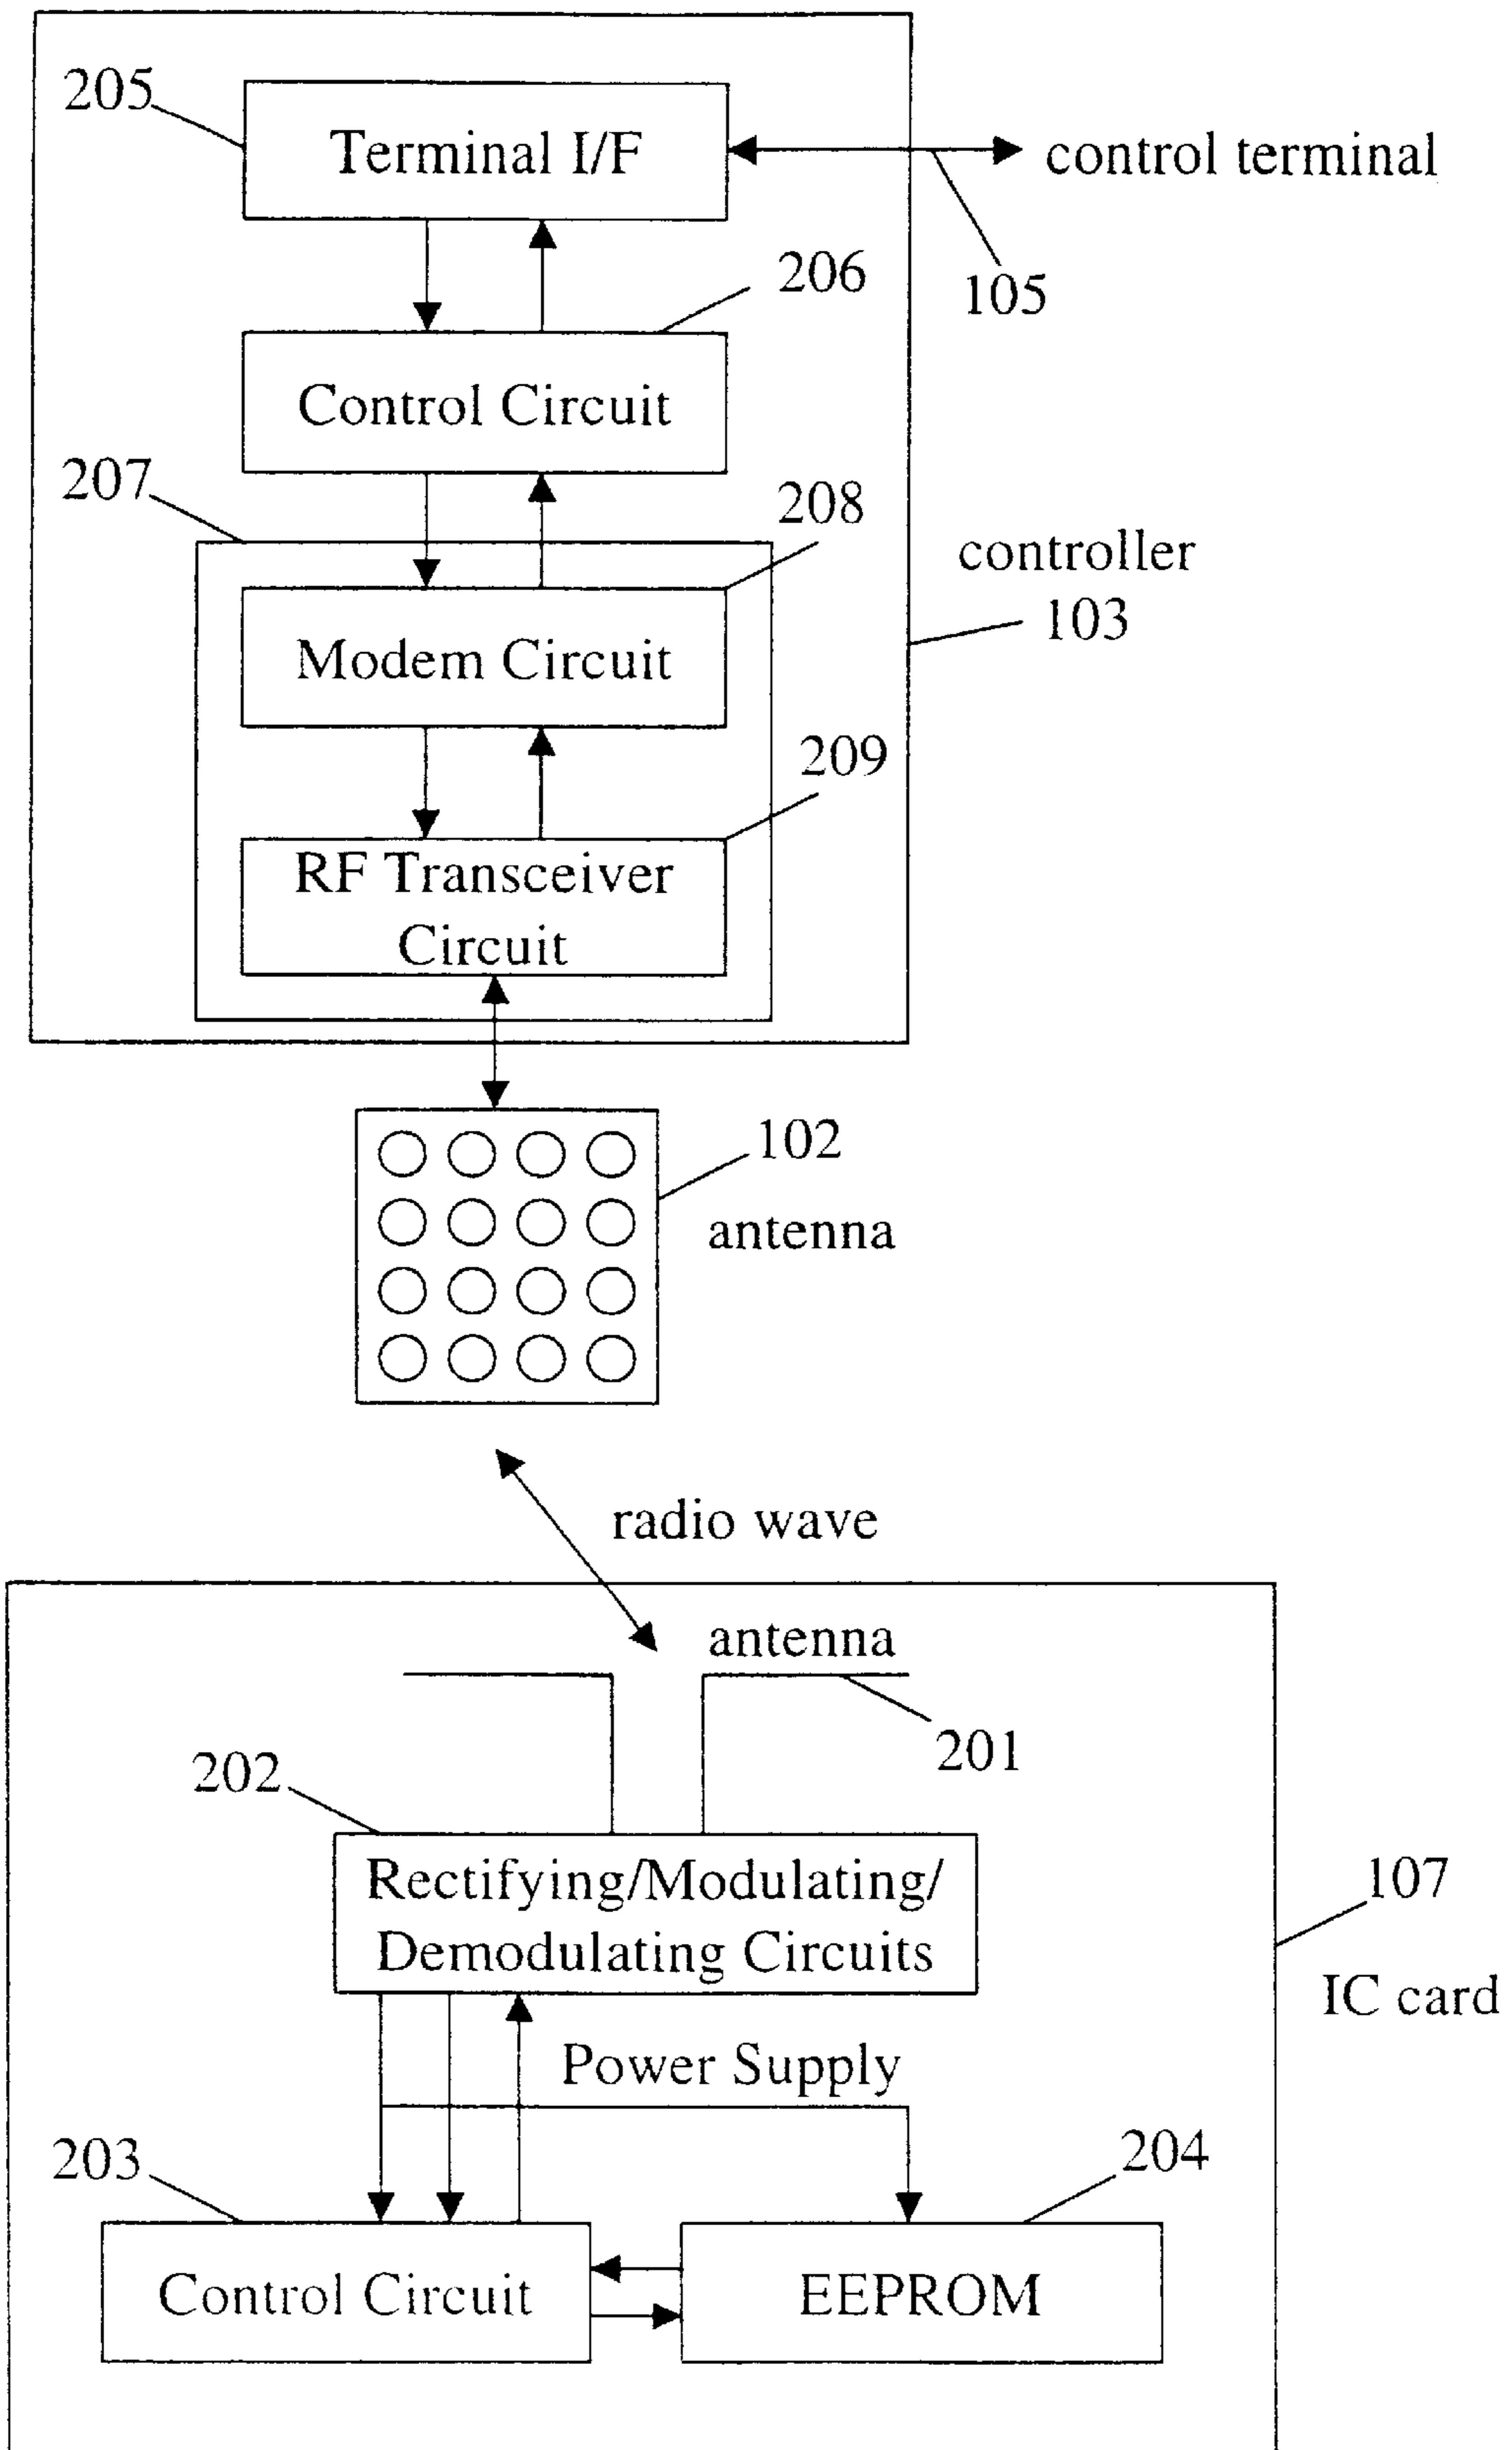 205
Terminal I/F
control terminal
206
105
Control Circuit
207
208
controller
103
Modem Circuit
209
RF Transceiver
Circuit
102
antenna
radio wave
antenna
201
202
Rectifying/Modulating/
Demodulating Circuits
107
IC card
Power Supply
203
204
Control Circuit
EEPROM